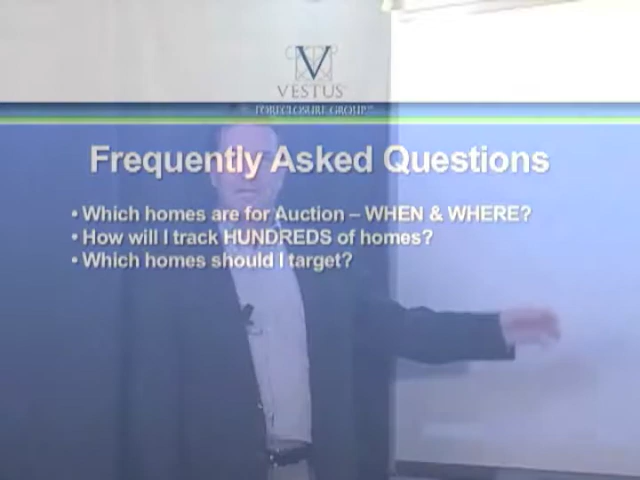 V
VESTUS
FORECLOSURE GROUP
Frequently Asked Questions
• Which homes are for Auction – WHEN & WHERE?
• How will I track HUNDREDS of homes?
• Which homes should I target?